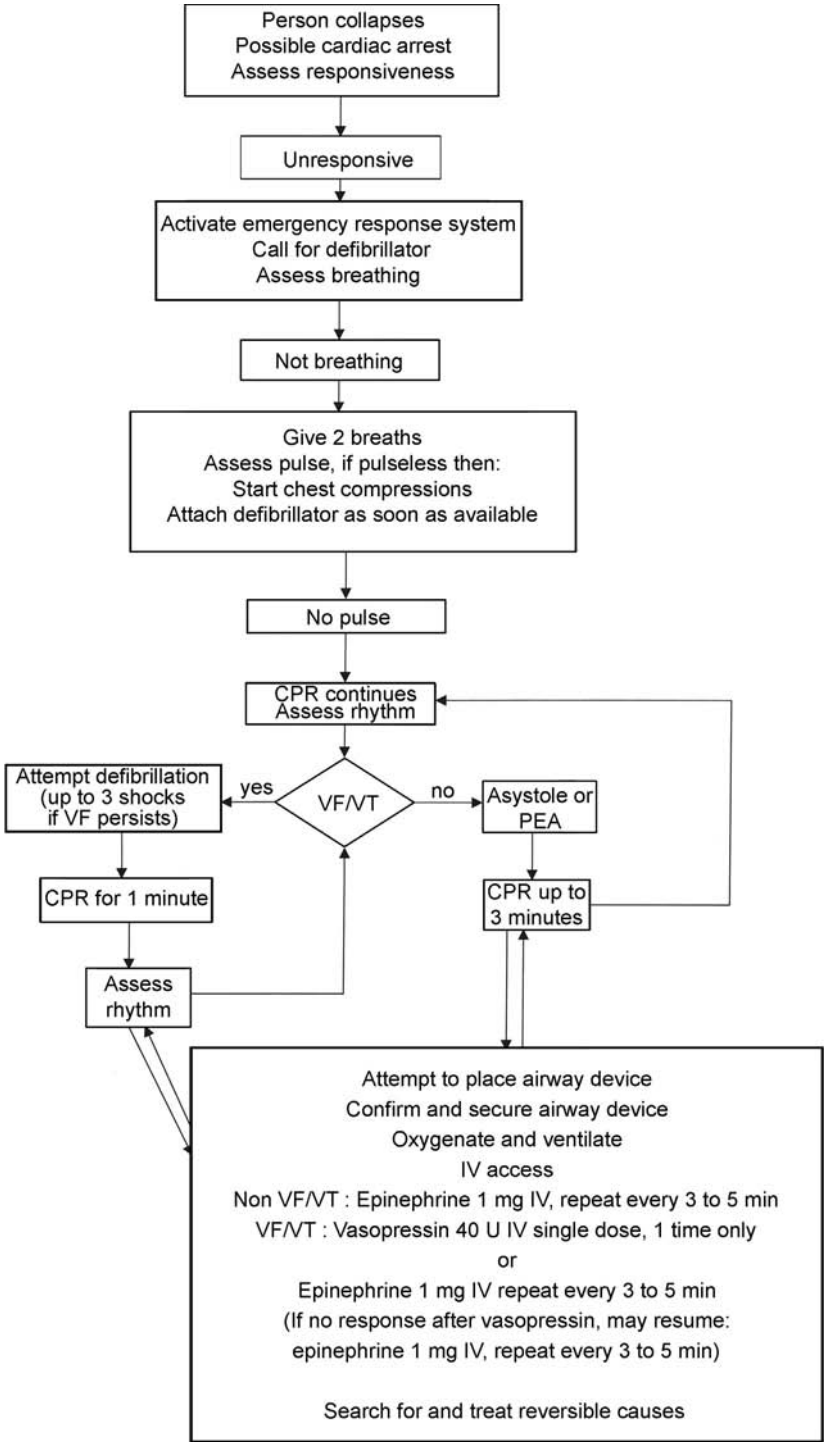 Person collapses
Possible cardiac arrest
Assess responsiveness
Unresponsive
Activate emergency response system
Call for defibrillator
Assess breathing
Not breathing
Give 2 breaths
Assess pulse, if pulseless then:
Start chest compressions
Attach defibrillator as soon as available
No pulse
CPR continues
Assess rhythm
Attempt defibrillation
(up to 3 shocks
if VF persists)
yes
VF/VT
no
Asystole or
PEA
CPR for 1 minute
CPR up to
3 minutes
Assess
rhythm
Attempt to place airway device
Confirm and secure airway device
Oxygenate and ventilate
IV access
Non VF/VT : Epinephrine 1 mg IV, repeat every 3 to 5 min
VF/VT : Vasopressin 40 U IV single dose, 1 time only
or
Epinephrine 1 mg IV repeat every 3 to 5 min
(If no response after vasopressin, may resume:
epinephrine 1 mg IV, repeat every 3 to 5 min)
Search for and treat reversible causes